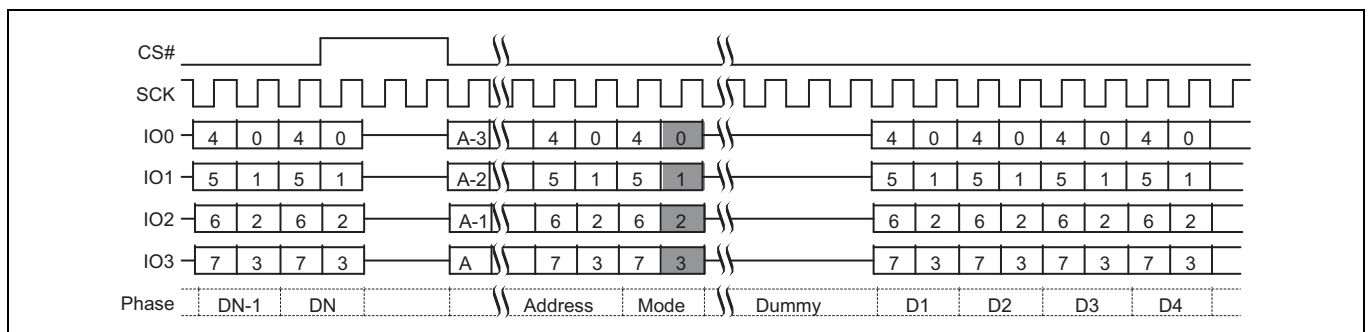 CS#
SCK
IO0 4 0 4 0 A-3 4 0 4 0 4 0 4 0 4 0 4 0
IO1 5 1 5 1 A-2 5 1 5 1 5 1 5 1 5 1 5 1
IO2 6 2 6 2 A-1 6 2 6 2 6 2 6 2 6 2 6 2
IO3 7 3 7 3 A 7 3 7 3 7 3 7 3 7 3 7 3
Phase DN-1 DN Address Mode Dummy D1 D2 D3 D4